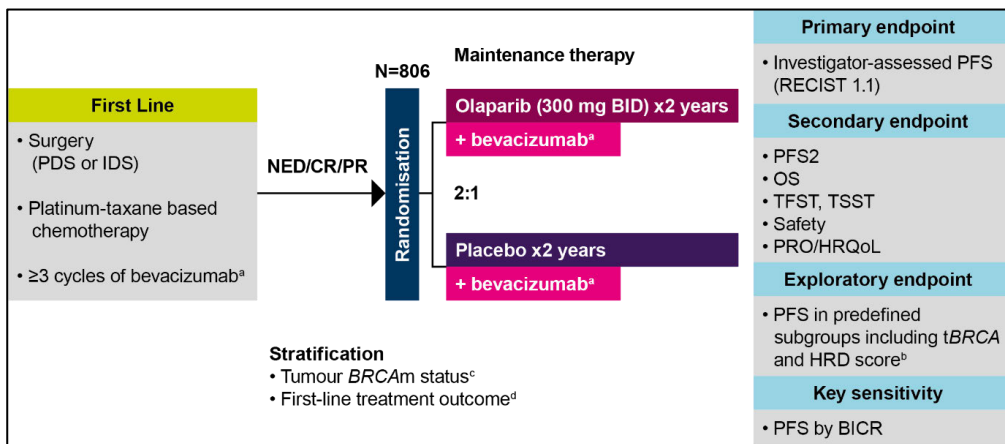 First Line
• Surgery
(PDS or IDS)
• Platinum-taxane based
chemotherapy
• ≥3 cycles of bevacizumabᵃ
NED/CR/PR
N=806
Randomisation
Maintenance therapy
Olaparib (300 mg BID) x2 years
+ bevacizumabᵃ
2:1
Placebo x2 years
+ bevacizumabᵃ
Stratification
• Tumour BRCAm statusᶜ
• First-line treatment outcomeᵈ
Primary endpoint
• Investigator-assessed PFS
(RECIST 1.1)
Secondary endpoint
• PFS2
• OS
• TFST, TSST
• Safety
• PRO/HRQoL
Exploratory endpoint
• PFS in predefined
subgroups including tBRCA
and HRD scoreᵇ
Key sensitivity
• PFS by BICR